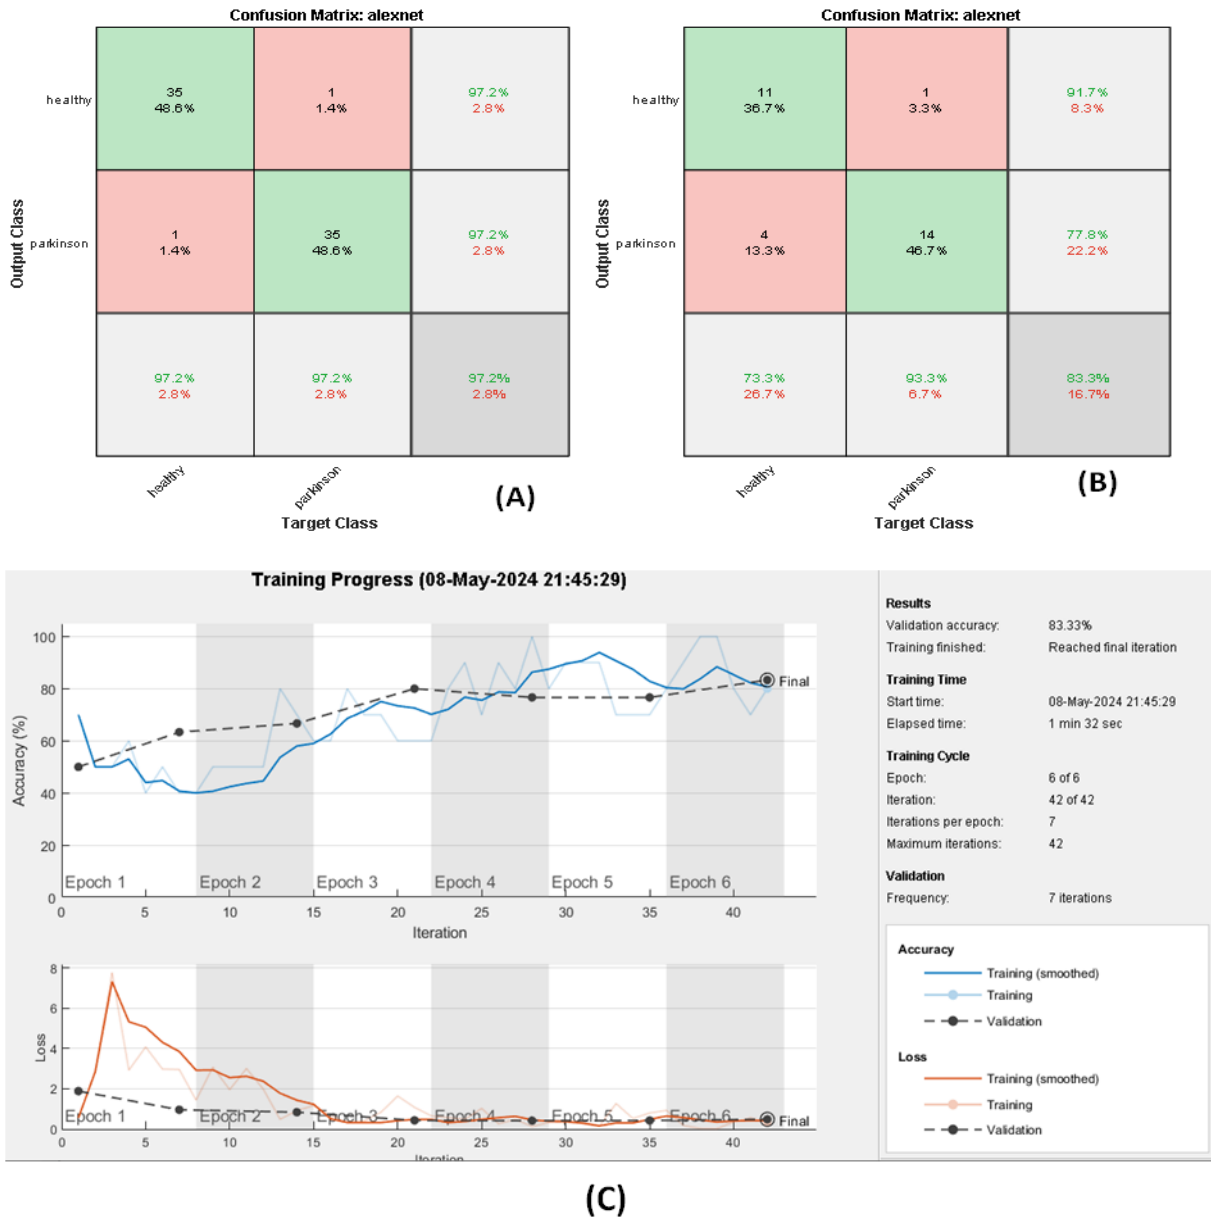 Confusion Matrix: alexnet
healthy
35
48.6%
1
1.4%
97.2%
2.8%
parkinson
1
1.4%
35
48.6%
97.2%
2.8%
97.2%
2.8%
97.2%
2.8%
97.2%
2.8%
Output Class
healthy
parkinson
Target Class
(A)
Confusion Matrix: alexnet
healthy
11
36.7%
1
3.3%
91.7%
8.3%
parkinson
4
13.3%
14
46.7%
77.8%
22.2%
73.3%
26.7%
93.3%
6.7%
83.3%
16.7%
Output Class
healthy
parkinson
Target Class
(B)
Training Progress (08-May-2024 21:45:29)
Accuracy (%)
100
80
60
40
20
0
Epoch 1
Epoch 2
Epoch 3
Epoch 4
Epoch 5
Epoch 6
Final
0
5
10
15
20
25
30
35
40
Iteration
Loss
8
6
4
2
0
Epoch 1
Epoch 2
Epoch 3
Epoch 4
Epoch 5
Epoch 6
Final
0
5
10
15
20
25
30
35
40
Iteration
Results
Validation accuracy: 83.33%
Training finished: Reached final iteration
Training Time
Start time: 08-May-2024 21:45:29
Elapsed time: 1 min 32 sec
Training Cycle
Epoch: 6 of 6
Iteration: 42 of 42
Iterations per epoch: 7
Maximum iterations: 42
Validation
Frequency: 7 iterations
Accuracy
Training (smoothed)
Training
Validation
Loss
Training (smoothed)
Training
Validation
(C)